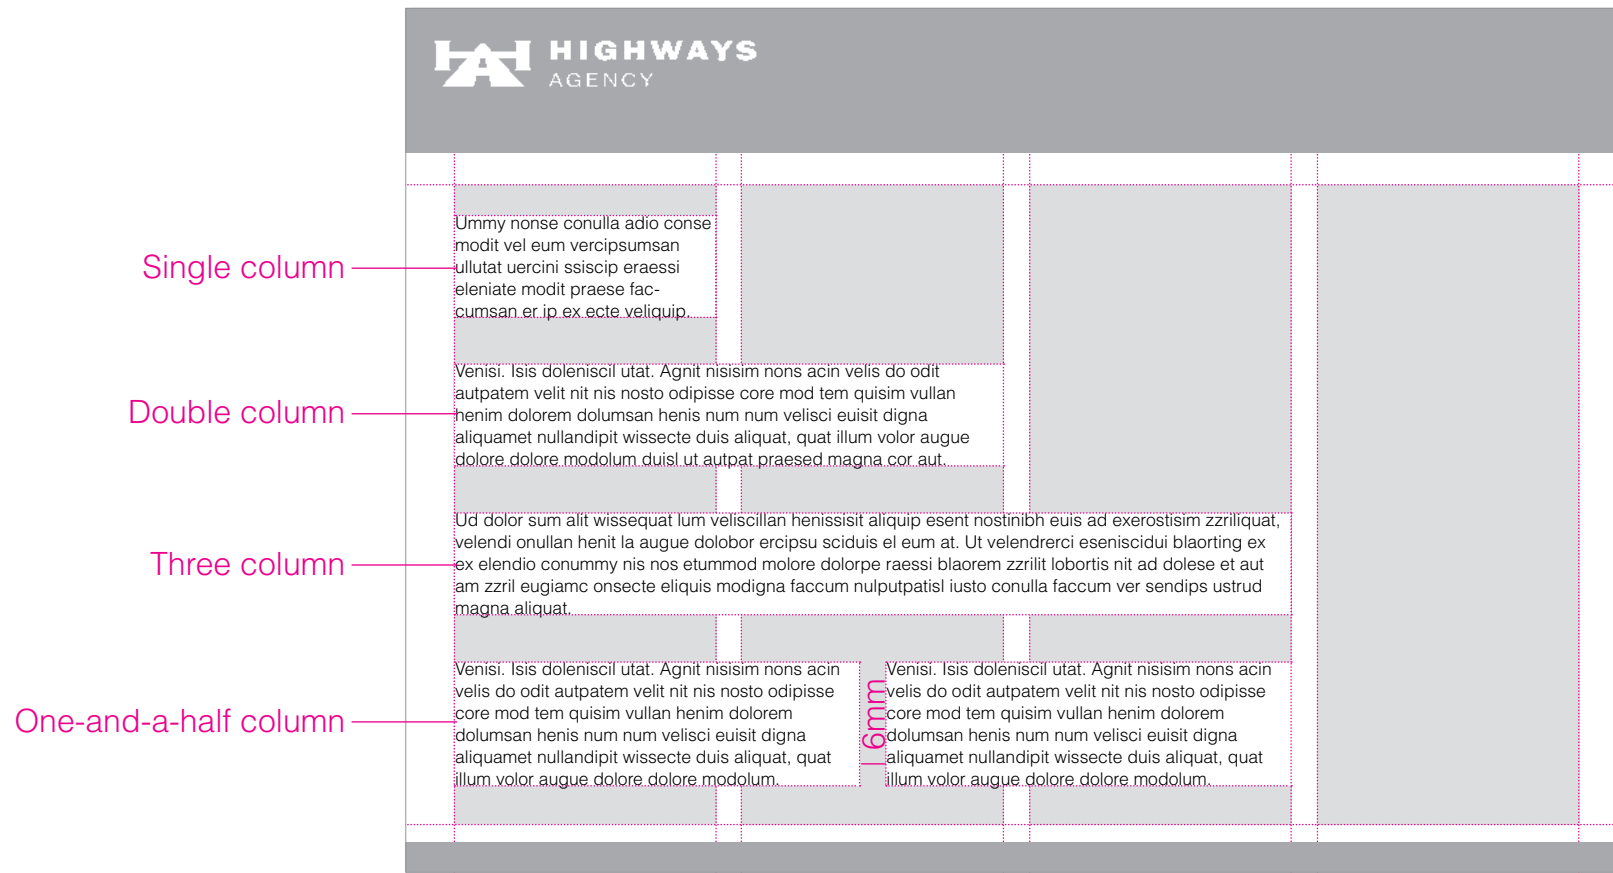 HIGHWAYS
AGENCY
Single column
Ummy nonse conulla adio conse
modit vel eum vercipsumsan
ullutat uercini ssiscip eraessi
eleniate modit praese fac-
cumsan er ip ex ecte veliquip.
Double column
Venisi. Isis doleniscil utat. Agnit nisisim nons acin velis do odit
autpatem velit nit nis nosto odipisse core mod tem quisim vullan
henim dolorem dolumsan henis num num velisci euisit digna
aliquamet nullandipit wissecte duis aliquat, quat illum volor augue
dolore dolore modolum duisl ut autpat praesed magna cor aut.
Three column
Ud dolor sum alit wissequat lum veliscillan henissisit aliquip esent nostinibh euis ad exerostisim zzriliquat,
velendi onullan henit la augue dolobor ercipsu sciduis el eum at. Ut velendrerci eseniscidui blaorting ex
ex elendio conummy nis nos etummod molore dolorpe raessi blaorem zzrilit lobortis nit ad dolese et aut
am zzril eugiamc onsecte eliquis modigna faccum nulputpatisl iusto conulla faccum ver sendips ustrud
magna aliquat.
One-and-a-half column
Venisi. Isis doleniscil utat. Agnit nisisim nons acin
velis do odit autpatem velit nit nis nosto odipisse
core mod tem quisim vullan henim dolorem
dolumsan henis num num velisci euisit digna
aliquamet nullandipit wissecte duis aliquat, quat
illum volor augue dolore dolore modolum.
6mm
Venisi. Isis doleniscil utat. Agnit nisisim nons acin
velis do odit autpatem velit nit nis nosto odipisse
core mod tem quisim vullan henim dolorem
dolumsan henis num num velisci euisit digna
aliquamet nullandipit wissecte duis aliquat, quat
illum volor augue dolore dolore modolum.